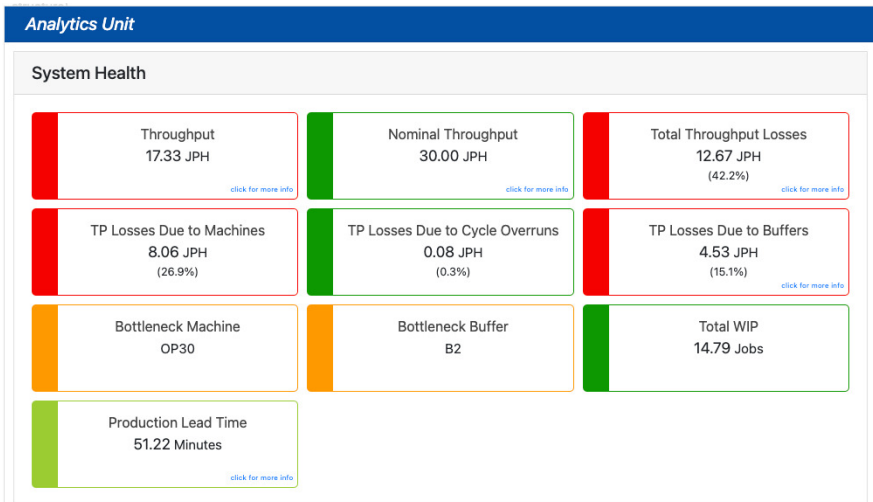 Analytics Unit
System Health
Throughput
17.33 JPH
click for more info
Nominal Throughput
30.00 JPH
click for more info
Total Throughput Losses
12.67 JPH
(42.2%)
click for more info
TP Losses Due to Machines
8.06 JPH
(26.9%)
TP Losses Due to Cycle Overruns
0.08 JPH
(0.3%)
TP Losses Due to Buffers
4.53 JPH
(15.1%)
click for more info
Bottleneck Machine
OP30
Bottleneck Buffer
B2
Total WIP
14.79 Jobs
Production Lead Time
51.22 Minutes
click for more info